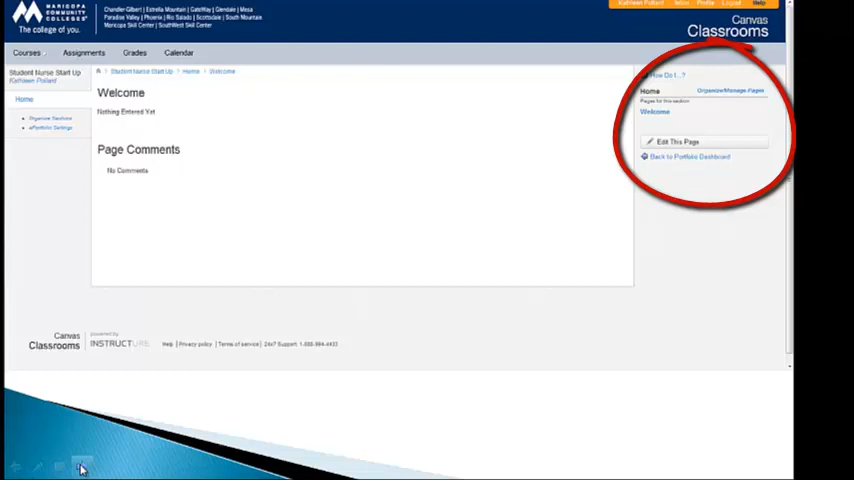 MARICOPA
COMMUNITY
COLLEGES
The college of you.
Chandler-Gilbert | Estrella Mountain | GateWay | Glendale | Mesa
Paradise Valley | Phoenix | Rio Salado | Scottsdale | South Mountain
Maricopa Skill Center | SouthWest Skill Center
Kathleen Pollard Inbox Profile Logout Help
Canvas
Classrooms
Courses Assignments Grades Calendar
Student Nurse Start Up
Kathleen Pollard
Home
Organize Sections
ePortfolio Settings
Student Nurse Start Up Home Welcome
Welcome
Nothing Entered Yet
Page Comments
No Comments
How Do I...?
Home Organize/Manage Pages
Pages for this section
Welcome
Edit This Page
Back to Portfolio Dashboard
Canvas
Classrooms
powered by
INSTRUCTURE
Help | Privacy policy | Terms of service | 24x7 Support: 1-888-994-4433